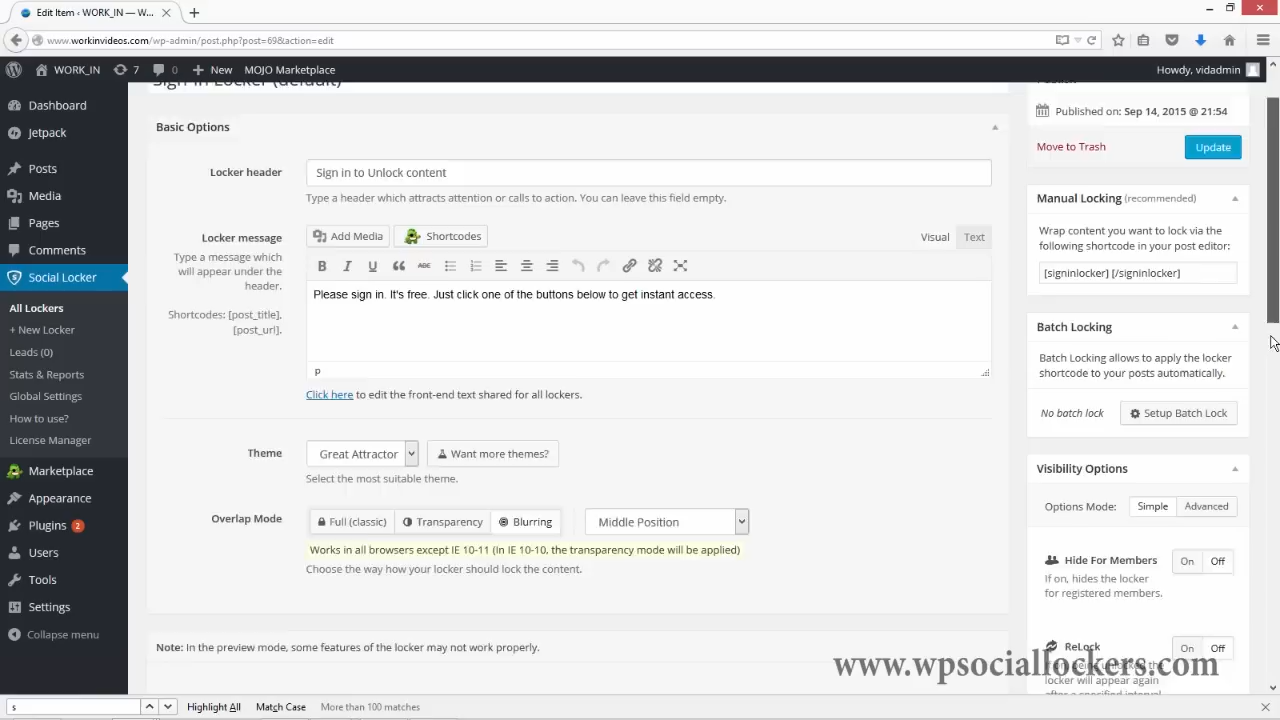 Edit Item ‹ WORK_IN — W...
www.workinvideos.com/wp-admin/post.php?post=69&action=edit
WORK_IN 7 0 New MOJO Marketplace Howdy, vidadmin
Sign In Locker (default)
Dashboard
Jetpack
Posts
Media
Pages
Comments
Social Locker
All Lockers
+ New Locker
Leads (0)
Stats & Reports
Global Settings
How to use?
License Manager
Marketplace
Appearance
Plugins 2
Users
Tools
Settings
Collapse menu
Basic Options
Locker header
Sign in to Unlock content
Type a header which attracts attention or calls to action. You can leave this field empty.
Locker message
Type a message which
will appear under the
header.
Shortcodes: [post_title],
[post_url].
Add Media Shortcodes Visual Text
B I U ABC
Please sign in. It's free. Just click one of the buttons below to get instant access.
p
Click here to edit the front-end text shared for all lockers.
Theme
Great Attractor Want more themes?
Select the most suitable theme.
Overlap Mode
Full (classic) Transparency Blurring Middle Position
Works in all browsers except IE 10-11 (In IE 10-10, the transparency mode will be applied)
Choose the way how your locker should lock the content.
Note: In the preview mode, some features of the locker may not work properly.
Published on: Sep 14, 2015 @ 21:54
Move to Trash Update
Manual Locking (recommended)
Wrap content you want to lock via the
following shortcode in your post editor:
[signinlocker] [/signinlocker]
Batch Locking
Batch Locking allows to apply the locker
shortcode to your posts automatically.
No batch lock Setup Batch Lock
Visibility Options
Options Mode: Simple Advanced
Hide For Members On Off
If on, hides the locker
for registered members.
ReLock On Off
the
locker will appear again
after a specified interval
www.wpsociallockers.com
s Highlight All Match Case More than 100 matches